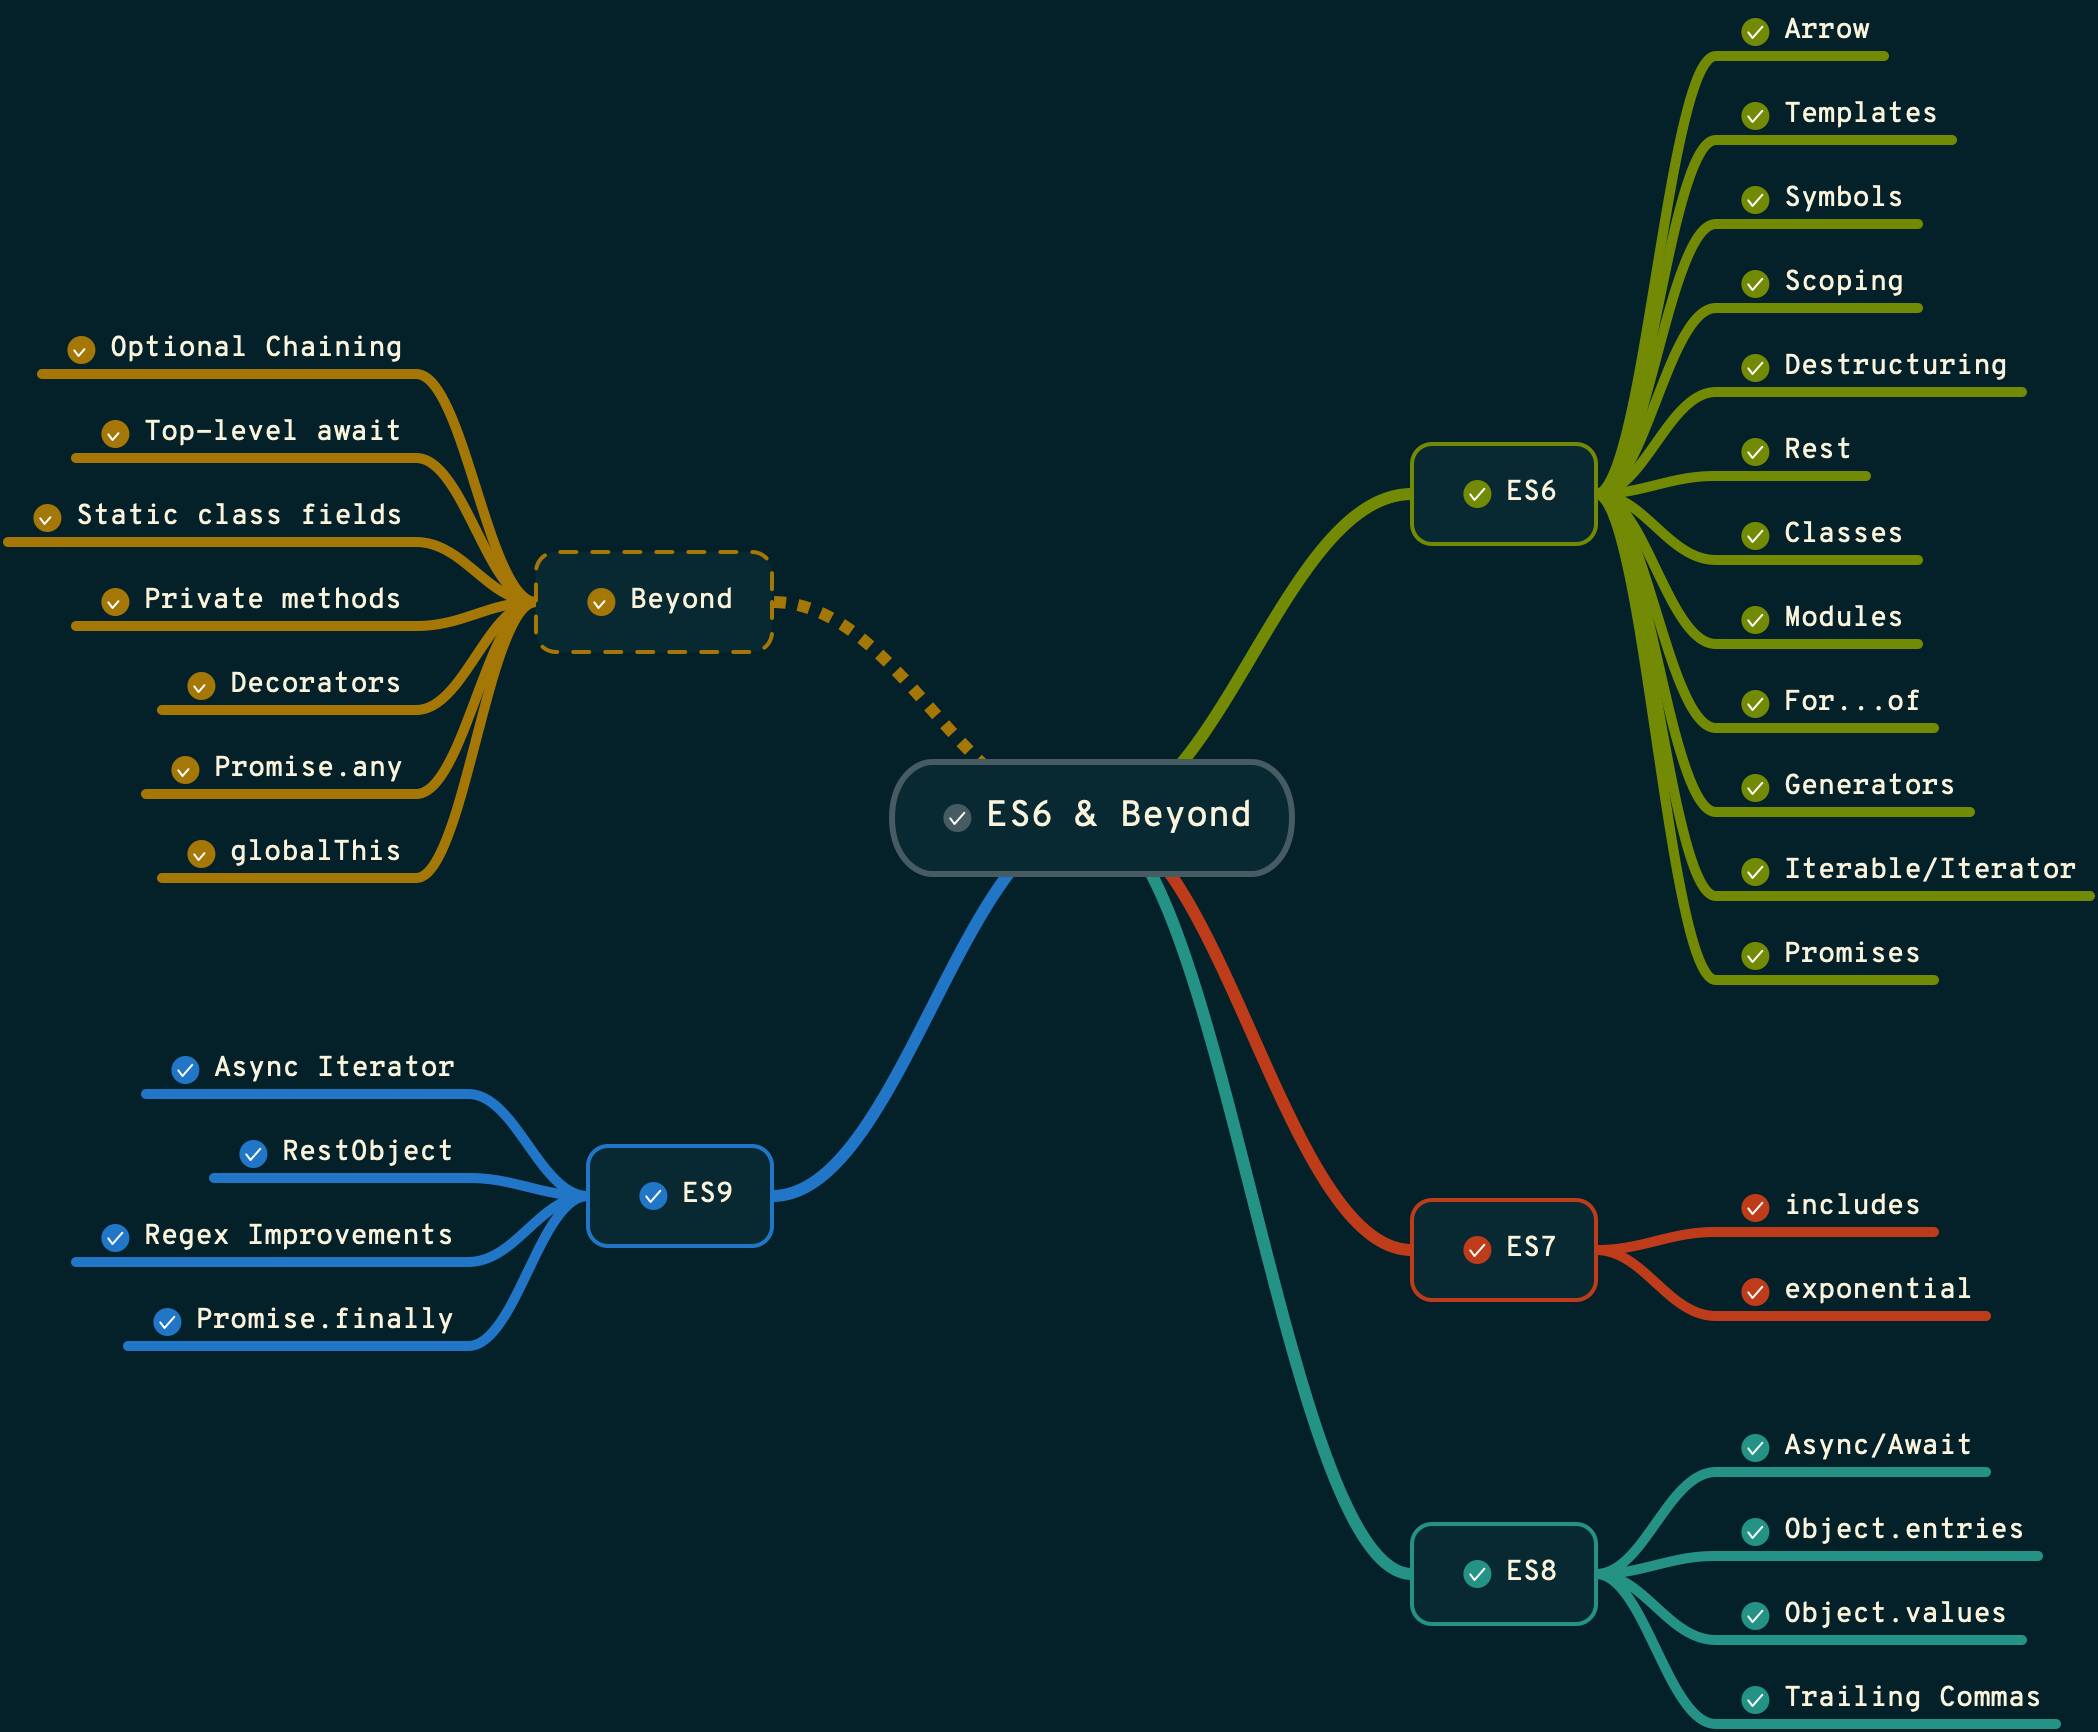 ES6 & Beyond
ES6
Arrow
Templates
Symbols
Scoping
Destructuring
Rest
Classes
Modules
For...of
Generators
Iterable/Iterator
Promises
ES7
includes
exponential
ES8
Async/Await
Object.entries
Object.values
Trailing Commas
ES9
Async Iterator
RestObject
Regex Improvements
Promise.finally
Beyond
Optional Chaining
Top-level await
Static class fields
Private methods
Decorators
Promise.any
globalThis